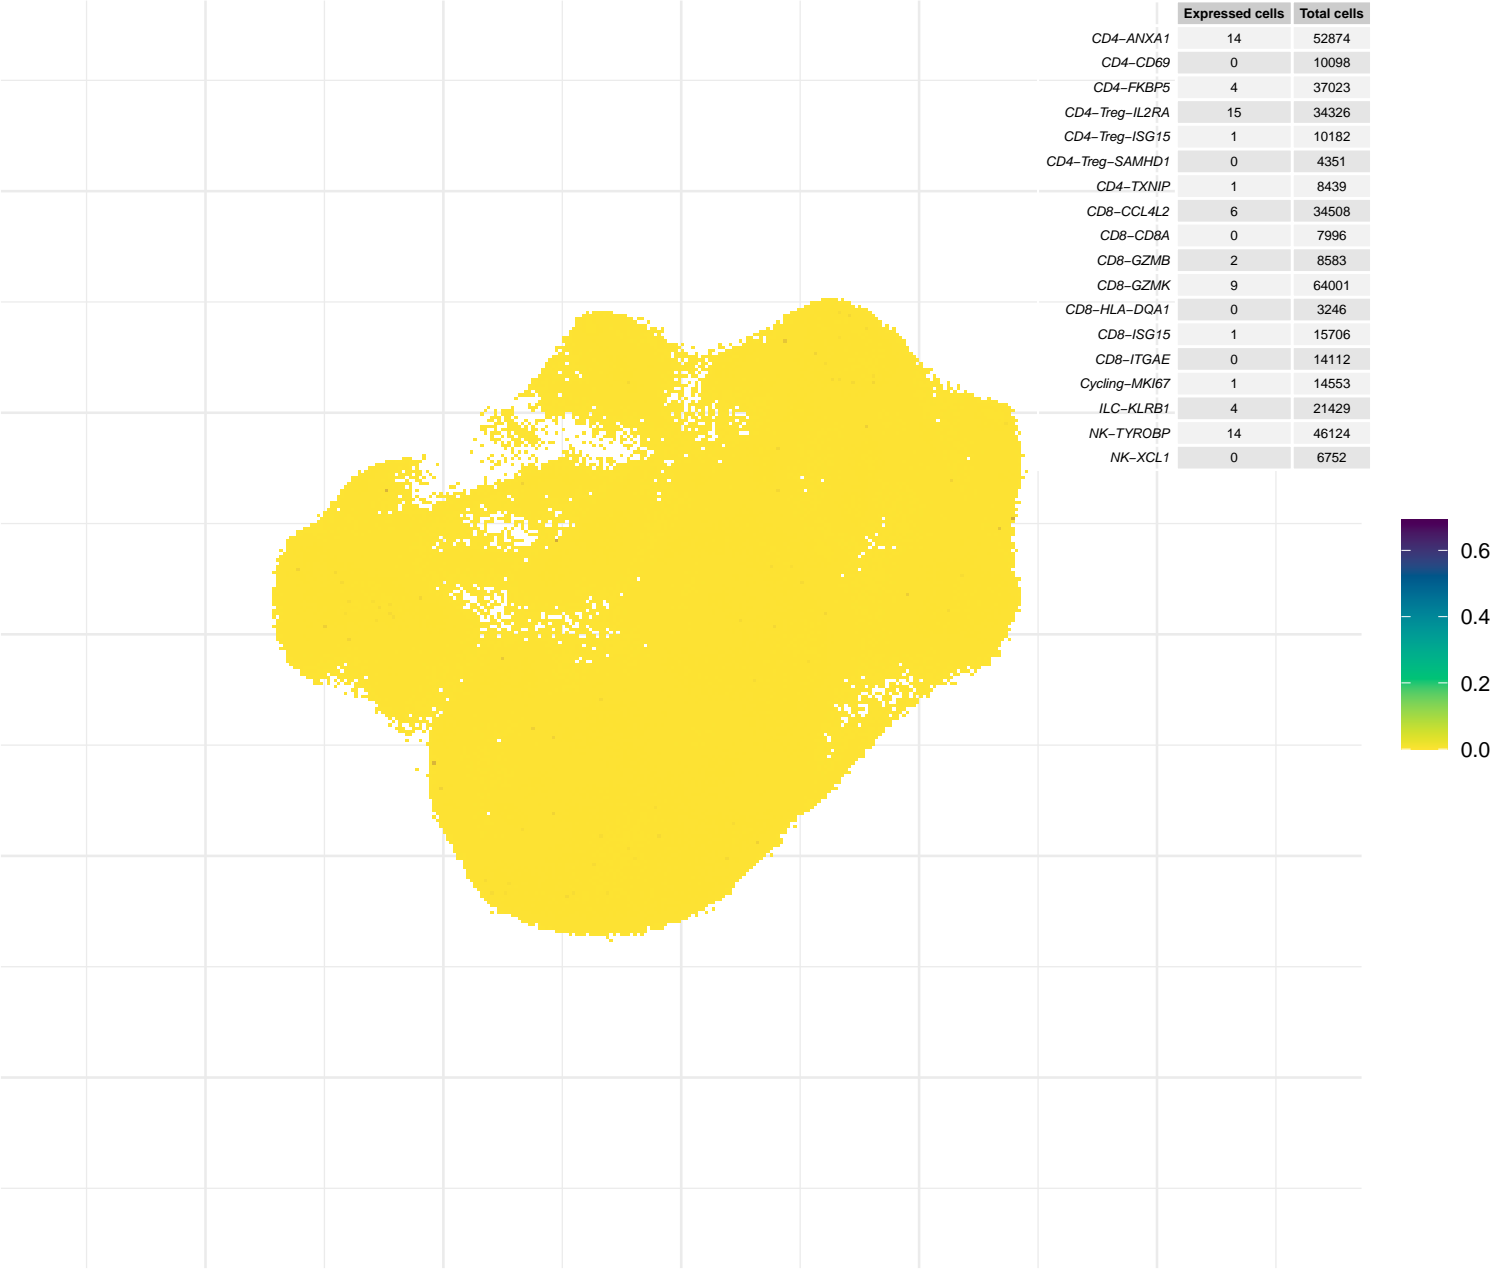 Expressed cells Total cells
CD4−ANXA1 14 52874
CD4−CD69 0 10098
CD4−FKBP5 4 37023
CD4−Treg−IL2RA 15 34326
CD4−Treg−ISG15 1 10182
CD4−Treg−SAMHD1 0 4351
CD4−TXNIP 1 8439
CD8−CCL4L2 6 34508
CD8−CD8A 0 7996
CD8−GZMB 2 8583
CD8−GZMK 9 64001
CD8−HLA−DQA1 0 3246
CD8−ISG15 1 15706
CD8−ITGAE 0 14112
Cycling−MKI67 1 14553
ILC−KLRB1 4 21429
NK−TYROBP 14 46124
NK−XCL1 0 6752
0.6
0.4
0.2
0.0